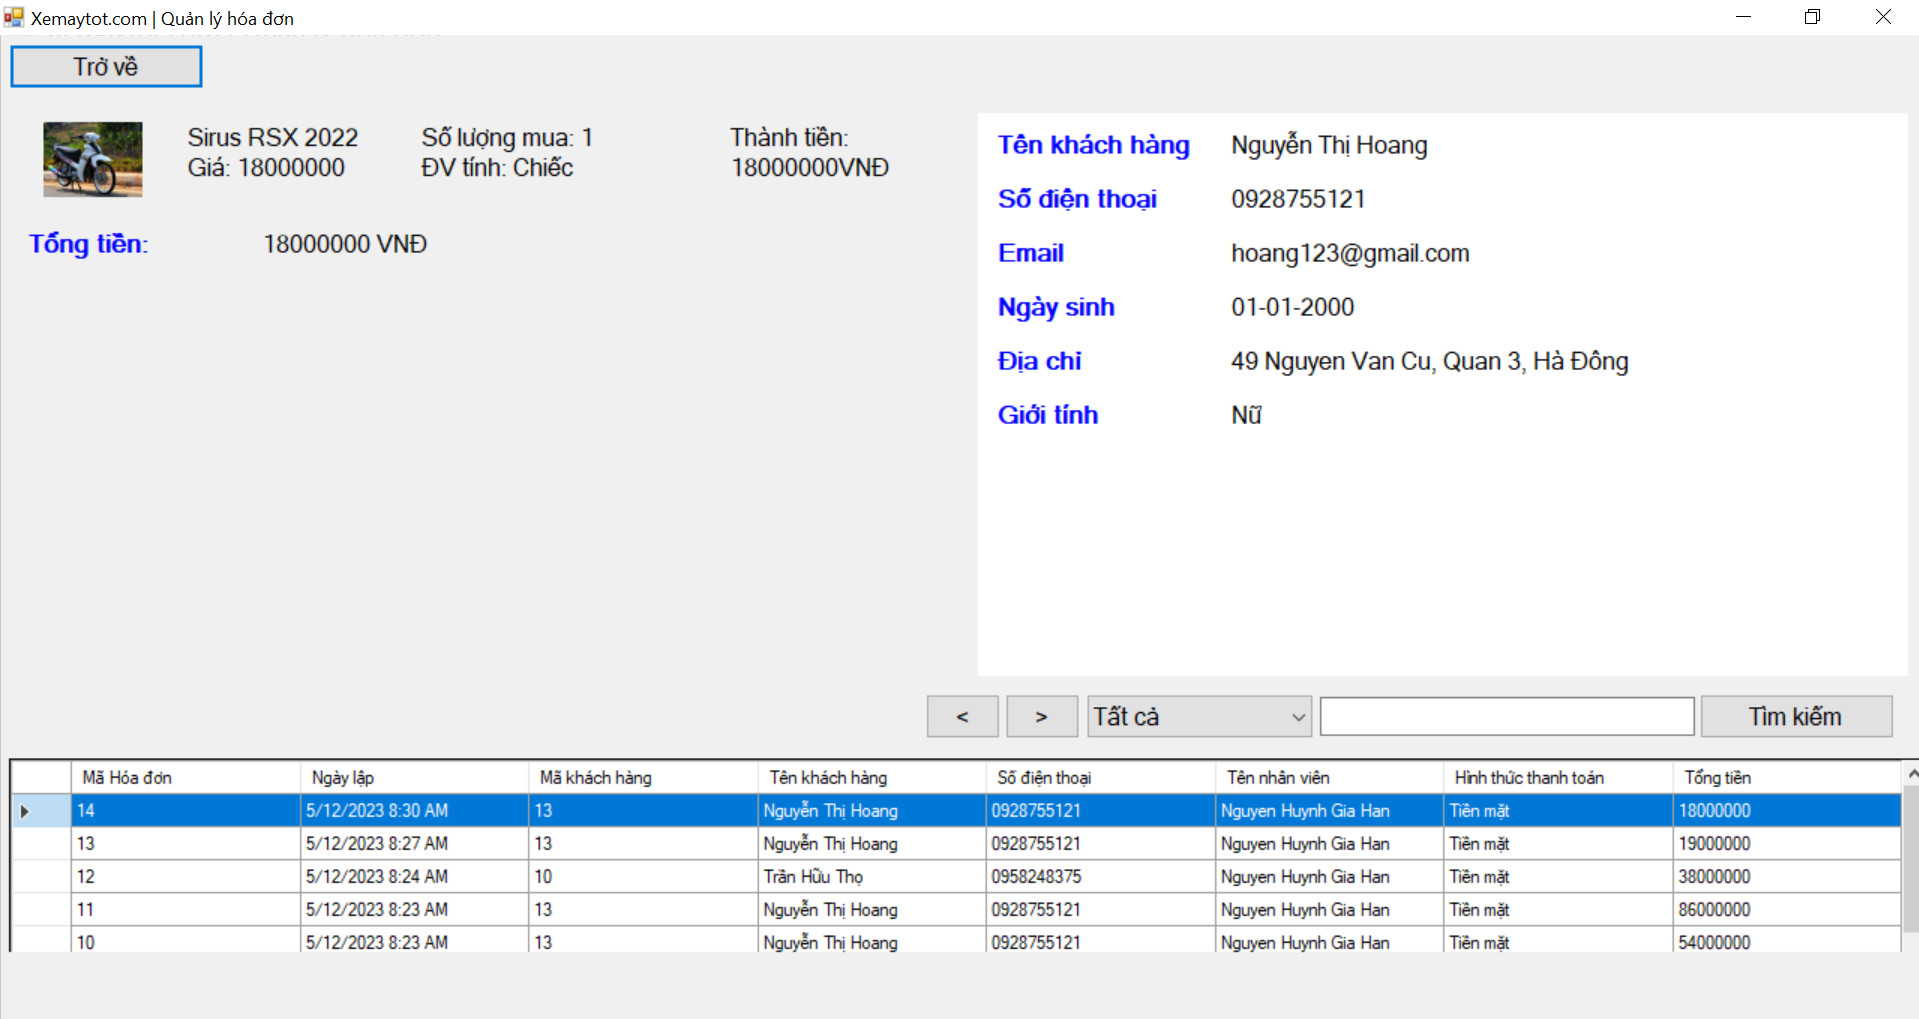 Xemaytot.com | Quản lý hóa đơn
Trở về
Sirus RSX 2022
Giá: 18000000
Số lượng mua: 1
ĐV tính: Chiếc
Thành tiền:
18000000VNĐ
Tổng tiền: 18000000 VNĐ
Tên khách hàng Nguyễn Thị Hoang
Số điện thoại 0928755121
Email hoang123@gmail.com
Ngày sinh 01-01-2000
Địa chỉ 49 Nguyen Van Cu, Quan 3, Hà Đông
Giới tính Nữ
< > Tất cả Tìm kiếm
Mã Hóa đơn Ngày lập Mã khách hàng Tên khách hàng Số điện thoại Tên nhân viên Hình thức thanh toán Tổng tiền
14 5/12/2023 8:30 AM 13 Nguyễn Thị Hoang 0928755121 Nguyen Huynh Gia Han Tiền mặt 18000000
13 5/12/2023 8:27 AM 13 Nguyễn Thị Hoang 0928755121 Nguyen Huynh Gia Han Tiền mặt 19000000
12 5/12/2023 8:24 AM 10 Trần Hữu Thọ 0958248375 Nguyen Huynh Gia Han Tiền mặt 38000000
11 5/12/2023 8:23 AM 13 Nguyễn Thị Hoang 0928755121 Nguyen Huynh Gia Han Tiền mặt 86000000
10 5/12/2023 8:23 AM 13 Nguyễn Thị Hoang 0928755121 Nguyen Huynh Gia Han Tiền mặt 54000000